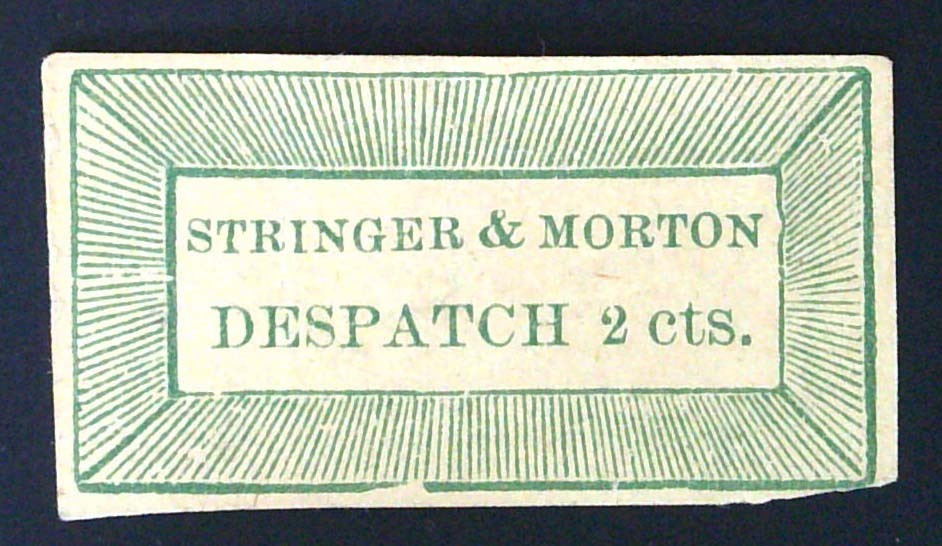 STRINGER & MORTON
DESPATCH 2 cts.